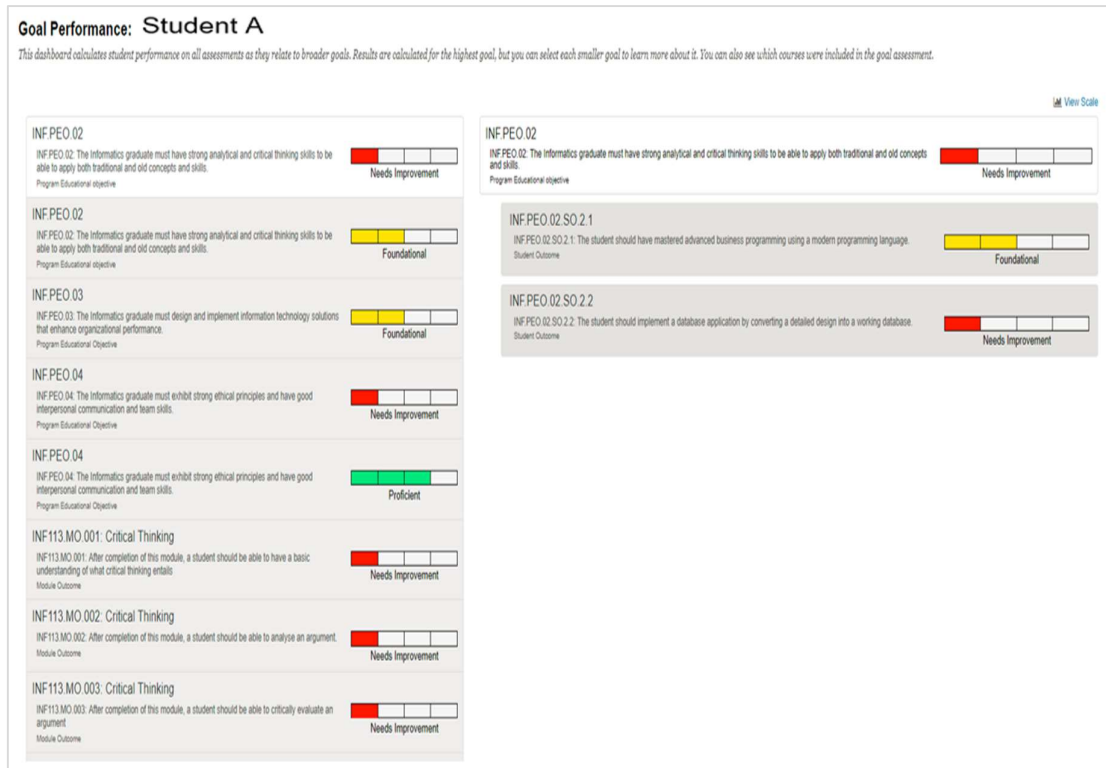 Goal Performance: Student A
This dashboard calculates student performance on all assessments as they relate to broader goals. Results are calculated for the highest goal, but you can select each smaller goal to learn more about it. You can also see which courses were included in the goal assessment.
View Scale
INF.PEO.02
INF.PEO.02: The Informatics graduate must have strong analytical and critical thinking skills to be
able to apply both traditional and old concepts and skills.
Program Educational objective
Needs Improvement
INF.PEO.02
INF.PEO.02: The Informatics graduate must have strong analytical and critical thinking skills to be
able to apply both traditional and old concepts and skills.
Program Educational objective
Foundational
INF.PEO.03
INF.PEO.03: The Informatics graduate must design and implement information technology solutions
that enhance organizational performance.
Program Educational Objective
Foundational
INF.PEO.04
INF.PEO.04: The Informatics graduate must exhibit strong ethical principles and have good
interpersonal communication and team skills.
Program Educational Objective
Needs Improvement
INF.PEO.04
INF.PEO.04: The Informatics graduate must exhibit strong ethical principles and have good
interpersonal communication and team skills.
Program Educational Objective
Proficient
INF113.MO.001: Critical Thinking
INF113.MO.001: After completion of this module, a student should be able to have a basic
understanding of what critical thinking entails
Module Outcome
Needs Improvement
INF113.MO.002: Critical Thinking
INF113.MO.002: After completion of this module, a student should be able to analyse an argument.
Module Outcome
Needs Improvement
INF113.MO.003: Critical Thinking
INF113.MO.003: After completion of this module, a student should be able to critically evaluate an
argument
Module Outcome
Needs Improvement
INF.PEO.02
INF.PEO.02: The Informatics graduate must have strong analytical and critical thinking skills to be able to apply both traditional and old concepts
and skills.
Program Educational objective
Needs Improvement
INF.PEO.02.SO.2.1
INF.PEO.02.SO.2.1: The student should have mastered advanced business programming using a modern programming language.
Student Outcome
Foundational
INF.PEO.02.SO.2.2
INF.PEO.02.SO.2.2: The student should implement a database application by converting a detailed design into a working database.
Student Outcome
Needs Improvement